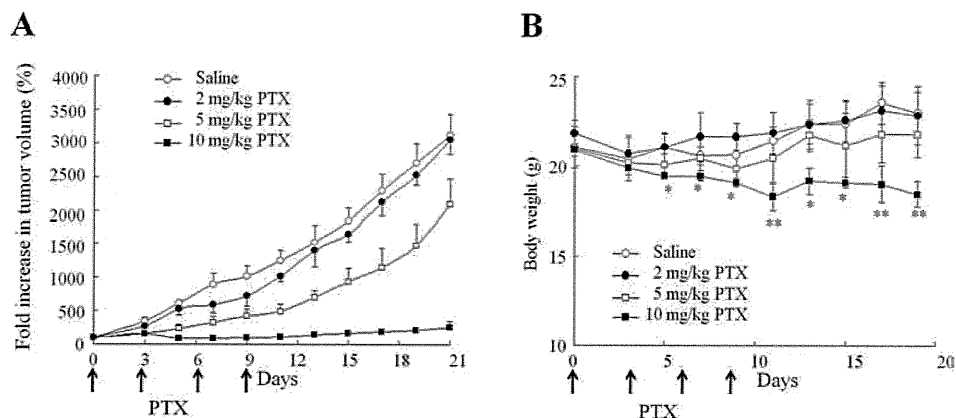 A
Fold increase in tumor volume (%)
4000
3500
3000
2500
2000
1500
1000
500
0
Saline
2 mg/kg PTX
5 mg/kg PTX
10 mg/kg PTX
0 3 6 9 12 15 18 21
Days
PTX
B
Body weight (g)
25
20
15
10
* * * ** * * ** **
Saline
2 mg/kg PTX
5 mg/kg PTX
10 mg/kg PTX
0 5 10 15 20
Days
PTX